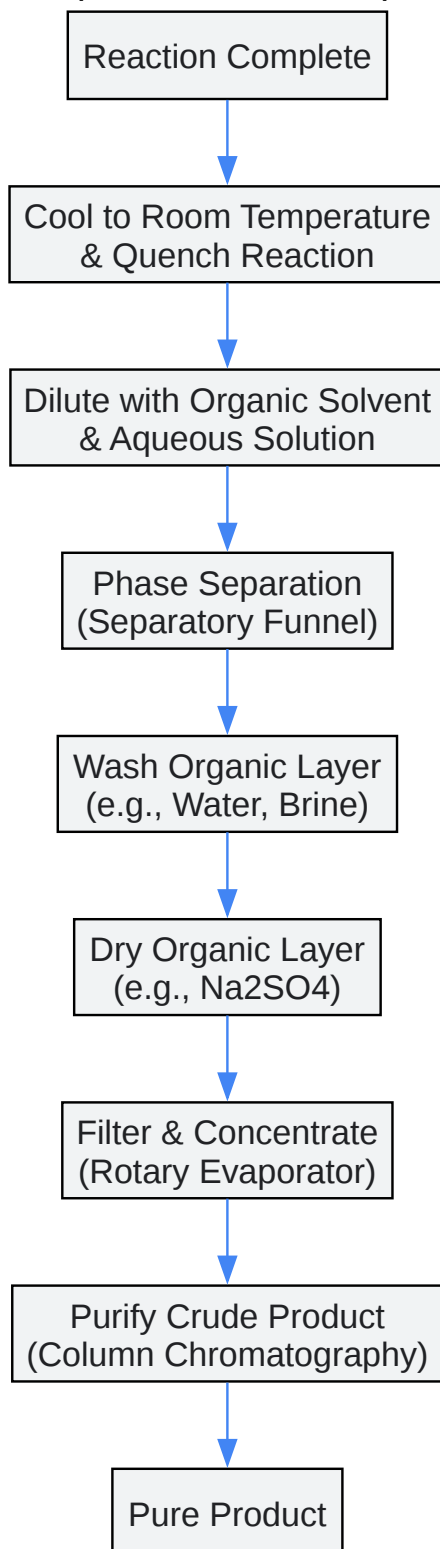 Reaction Complete
Cool to Room Temperature
& Quench Reaction
Dilute with Organic Solvent
& Aqueous Solution
Phase Separation
(Separatory Funnel)
Wash Organic Layer
(e.g., Water, Brine)
Dry Organic Layer
(e.g., Na2SO4)
Filter & Concentrate
(Rotary Evaporator)
Purify Crude Product
(Column Chromatography)
Pure Product